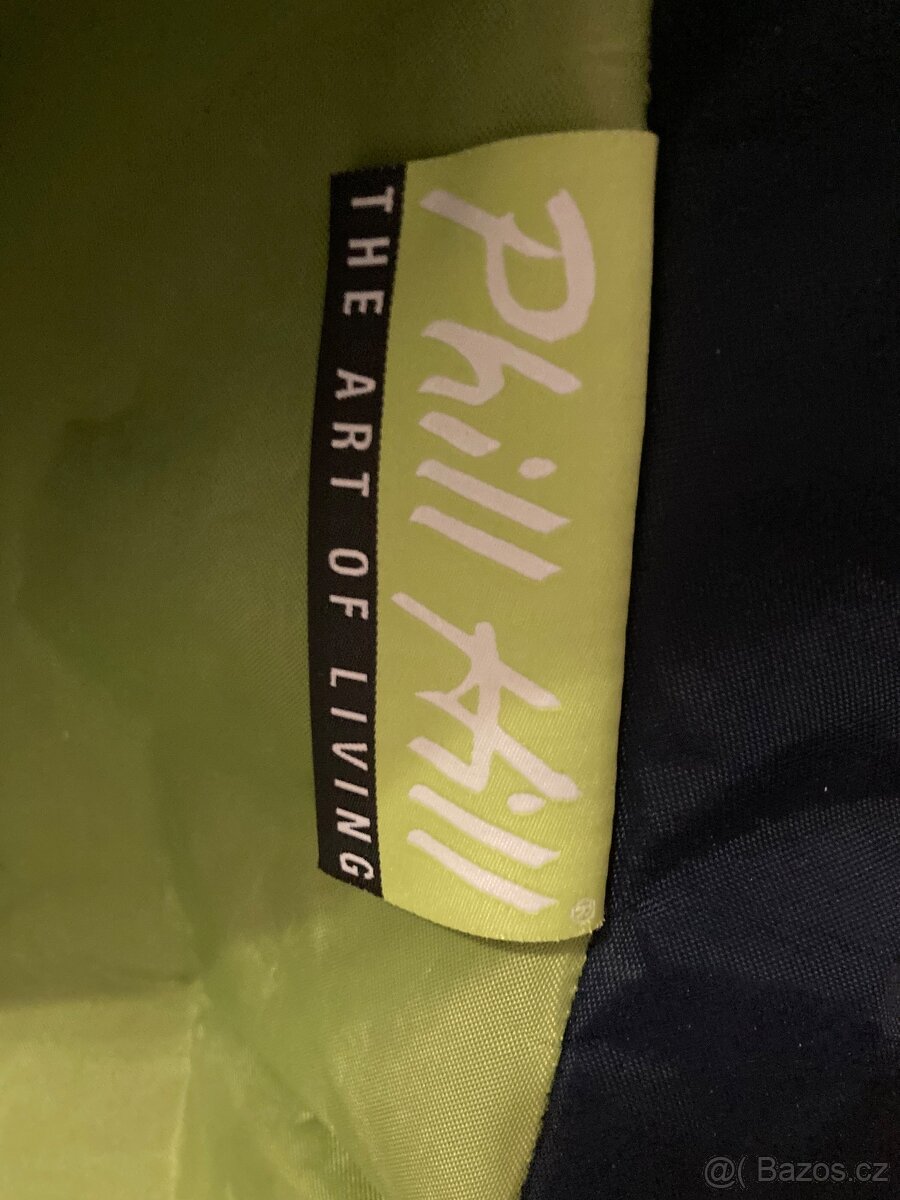 Phill Hill®
THE ART OF LIVING
@( Bazos.cz